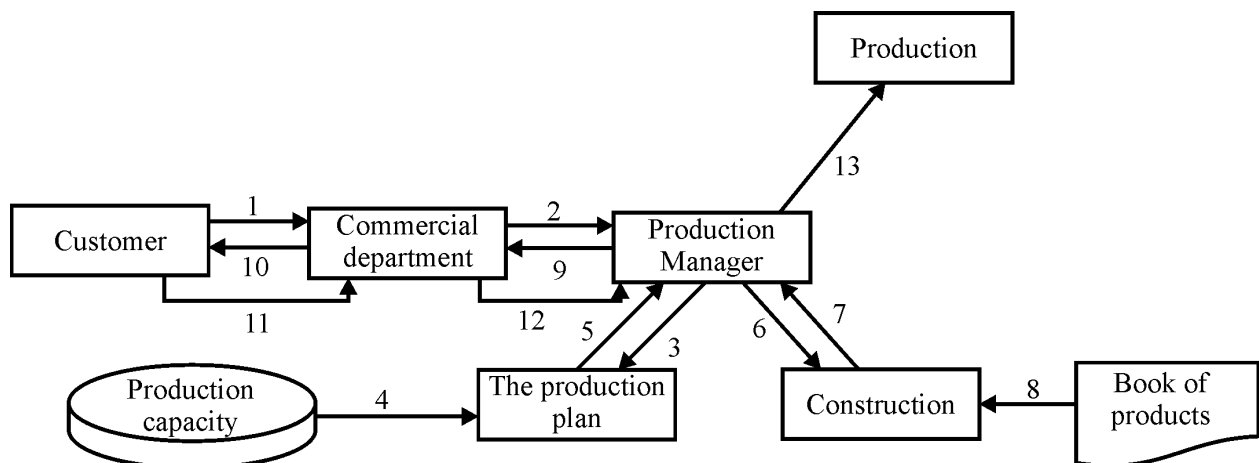 Production
13
1
2
Customer
Commercial
department
Production
Manager
10
9
11
12
5
3
6
7
Production
capacity
4
The production
plan
Construction
8
Book of
products